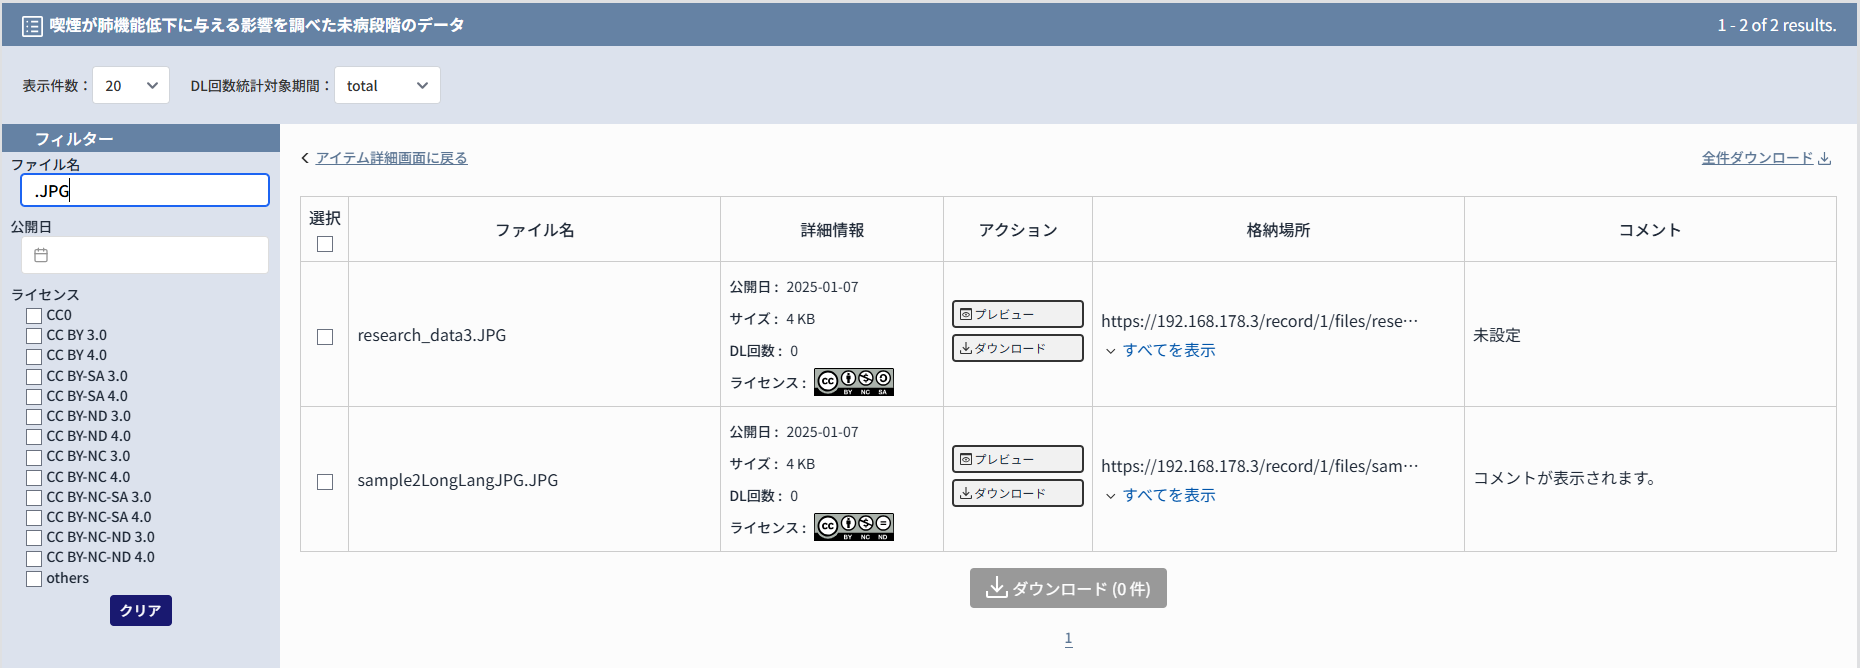 喫煙が肺機能低下に与える影響を調べた未病段階のデータ
1 - 2 of 2 results.
表示件数：
20
DL回数統計対象期間：
total
フィルター
ファイル名
.JPG
公開日
ライセンス
CC0
CC BY 3.0
CC BY 4.0
CC BY-SA 3.0
CC BY-SA 4.0
CC BY-ND 3.0
CC BY-ND 4.0
CC BY-NC 3.0
CC BY-NC 4.0
CC BY-NC-SA 3.0
CC BY-NC-SA 4.0
CC BY-NC-ND 3.0
CC BY-NC-ND 4.0
others
クリア
アイテム詳細画面に戻る
全件ダウンロード
選択
ファイル名
詳細情報
アクション
格納場所
コメント
research_data3.JPG
公開日： 2025-01-07
サイズ： 4 KB
DL回数： 0
ライセンス：
cc BY NC SA
プレビュー
ダウンロード
https://192.168.178.3/record/1/files/rese…
すべてを表示
未設定
sample2LongLangJPG.JPG
公開日： 2025-01-07
サイズ： 4 KB
DL回数： 0
ライセンス：
cc BY NC ND
プレビュー
ダウンロード
https://192.168.178.3/record/1/files/sam…
すべてを表示
コメントが表示されます。
ダウンロード (0 件)
1